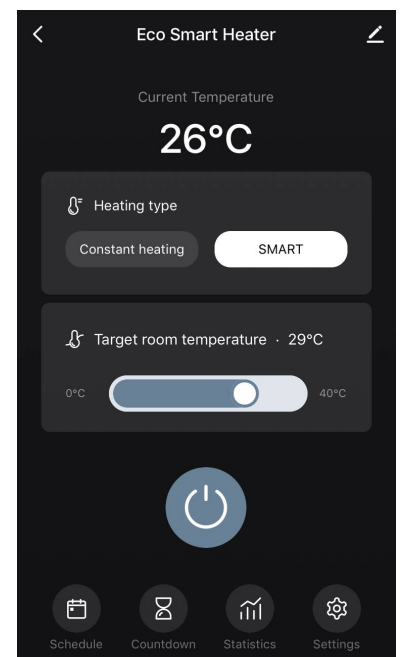 Eco Smart Heater
Current Temperature
26°C
Heating type
Constant heating SMART
Target room temperature · 29°C
0°C 40°C
Schedule Countdown Statistics Settings